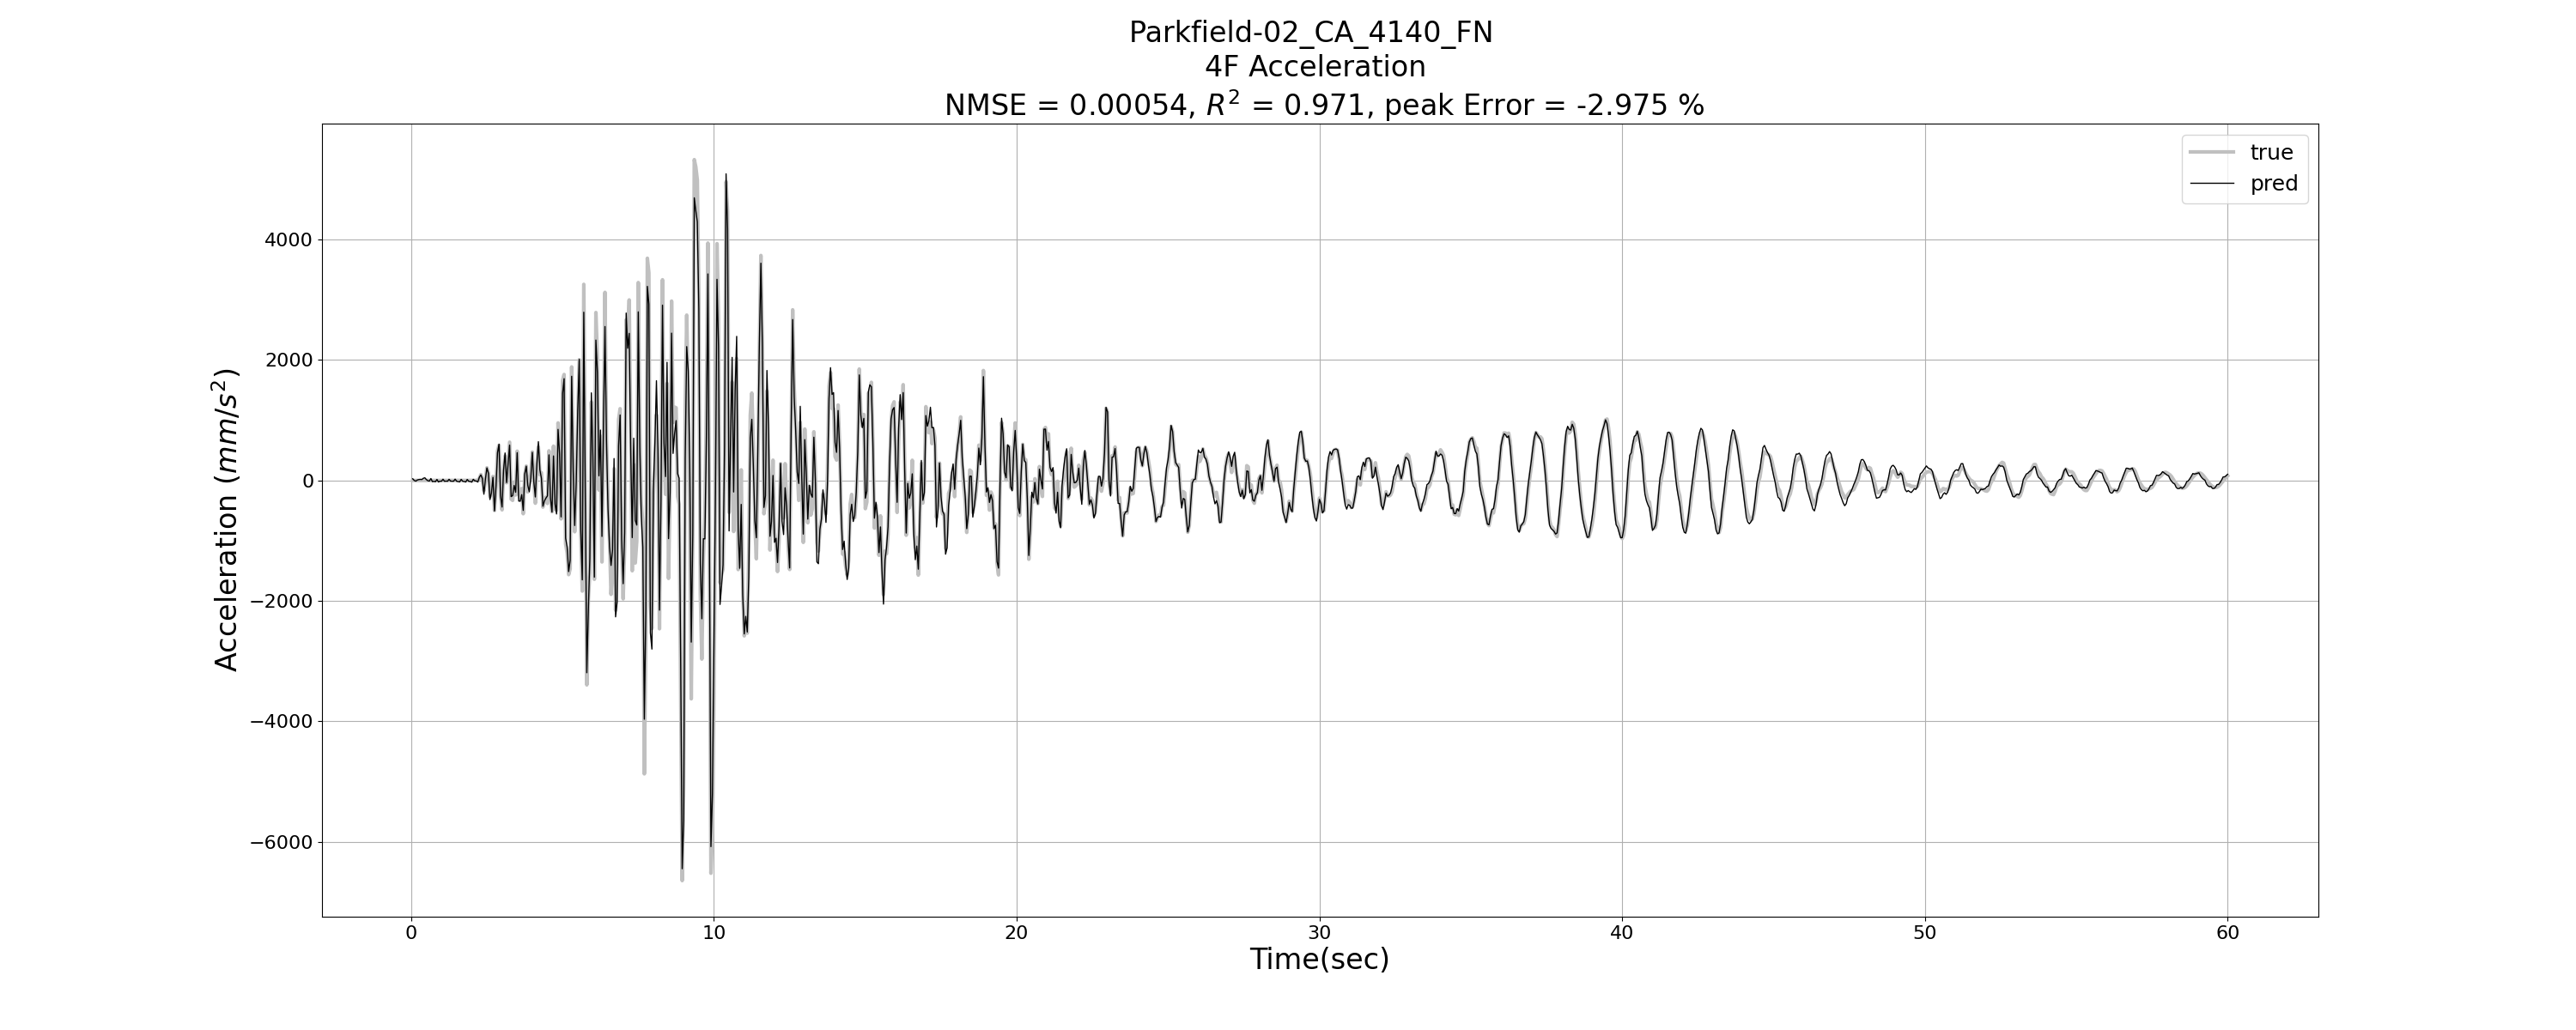 Parkfield-02_CA_4140_FN
4F Acceleration
NMSE = 0.00054, R² = 0.971, peak Error = -2.975 %
true
pred
Acceleration (mm/s²)
4000
2000
0
−2000
−4000
−6000
0 10 20 30 40 50 60
Time(sec)